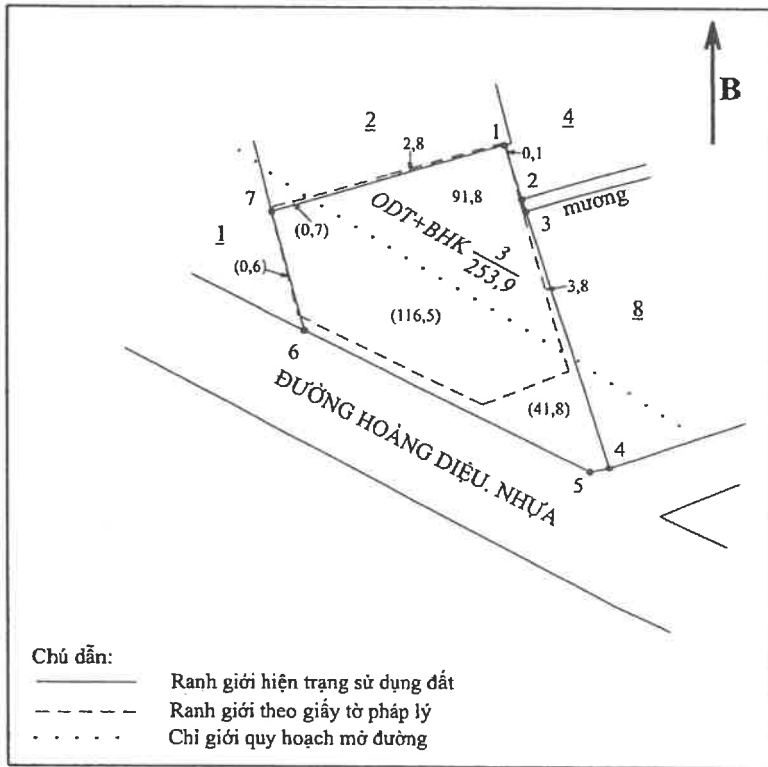 B
2
4
1
2,8
0,1
91,8
2
7
3
mương
(0,7)
ODT+BHK 3/253,9
1
(0,6)
3,8
8
(116,5)
6
(41,8)
ĐƯỜNG HOÀNG DIỆU. NHỰA
5
4
Chú dẫn:
Ranh giới hiện trạng sử dụng đất
Ranh giới theo giấy tờ pháp lý
Chỉ giới quy hoạch mở đường